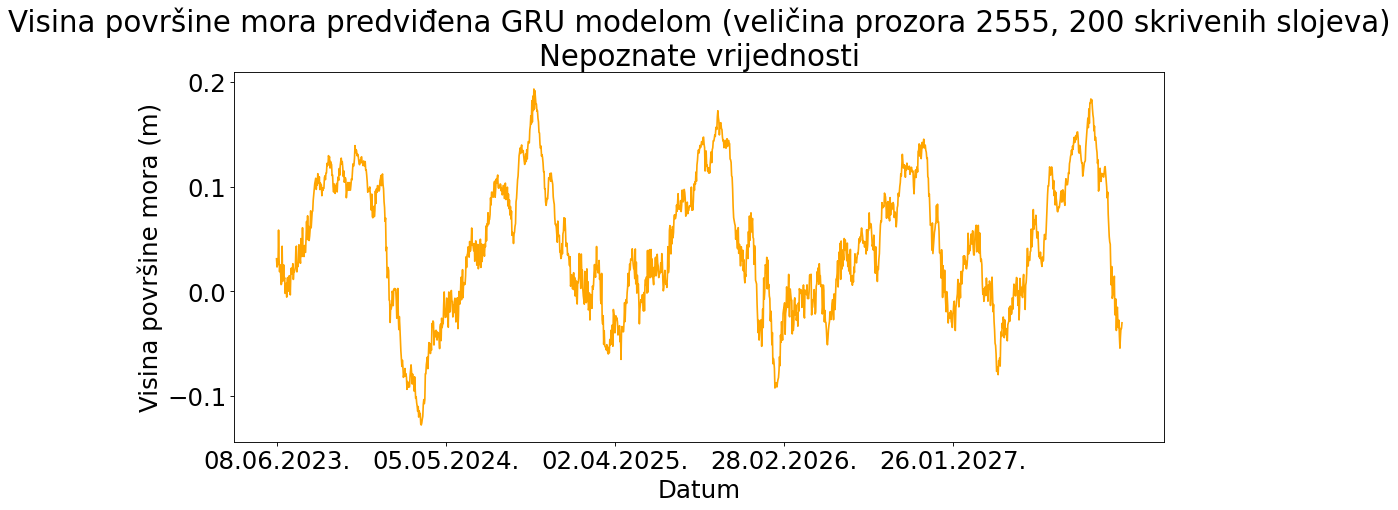 Visina površine mora predviđena GRU modelom (veličina prozora 2555, 200 skrivenih slojeva)
Nepoznate vrijednosti
Visina površine mora (m)
0.2
0.1
0.0
−0.1
08.06.2023. 05.05.2024. 02.04.2025. 28.02.2026. 26.01.2027.
Datum